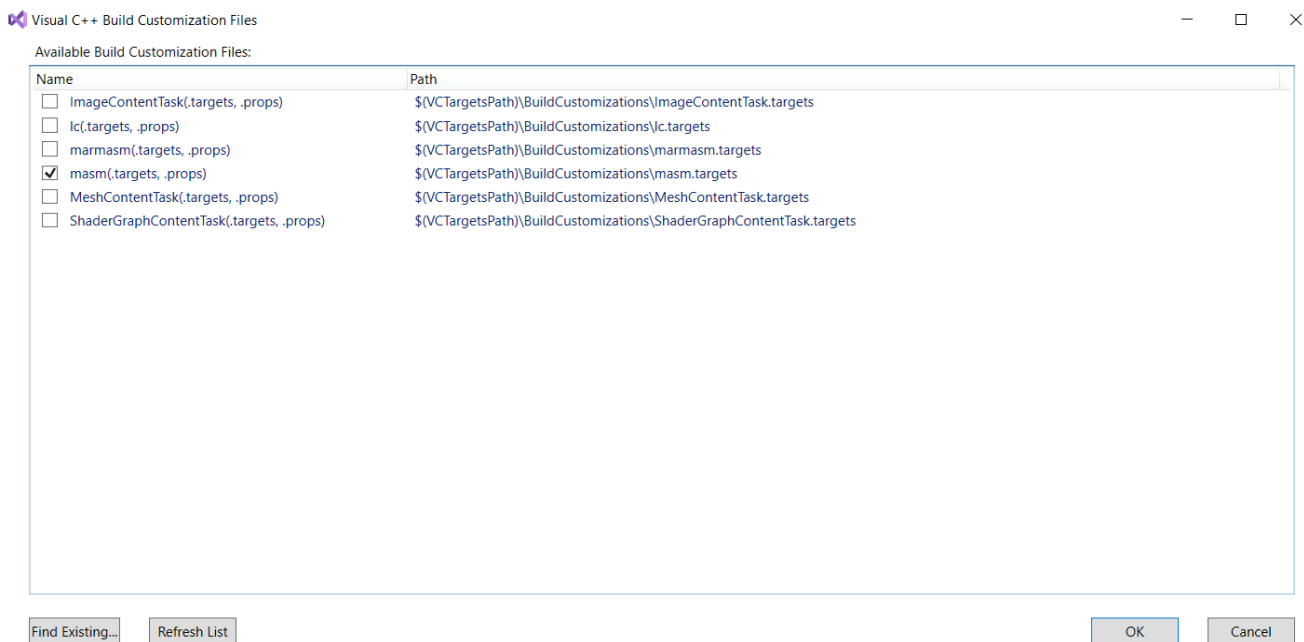 Visual C++ Build Customization Files
Available Build Customization Files:
Name Path
ImageContentTask(.targets, .props) $(VCTargetsPath)\BuildCustomizations\ImageContentTask.targets
lc(.targets, .props) $(VCTargetsPath)\BuildCustomizations\lc.targets
marmasm(.targets, .props) $(VCTargetsPath)\BuildCustomizations\marmasm.targets
masm(.targets, .props) $(VCTargetsPath)\BuildCustomizations\masm.targets
MeshContentTask(.targets, .props) $(VCTargetsPath)\BuildCustomizations\MeshContentTask.targets
ShaderGraphContentTask(.targets, .props) $(VCTargetsPath)\BuildCustomizations\ShaderGraphContentTask.targets
Find Existing... Refresh List OK Cancel